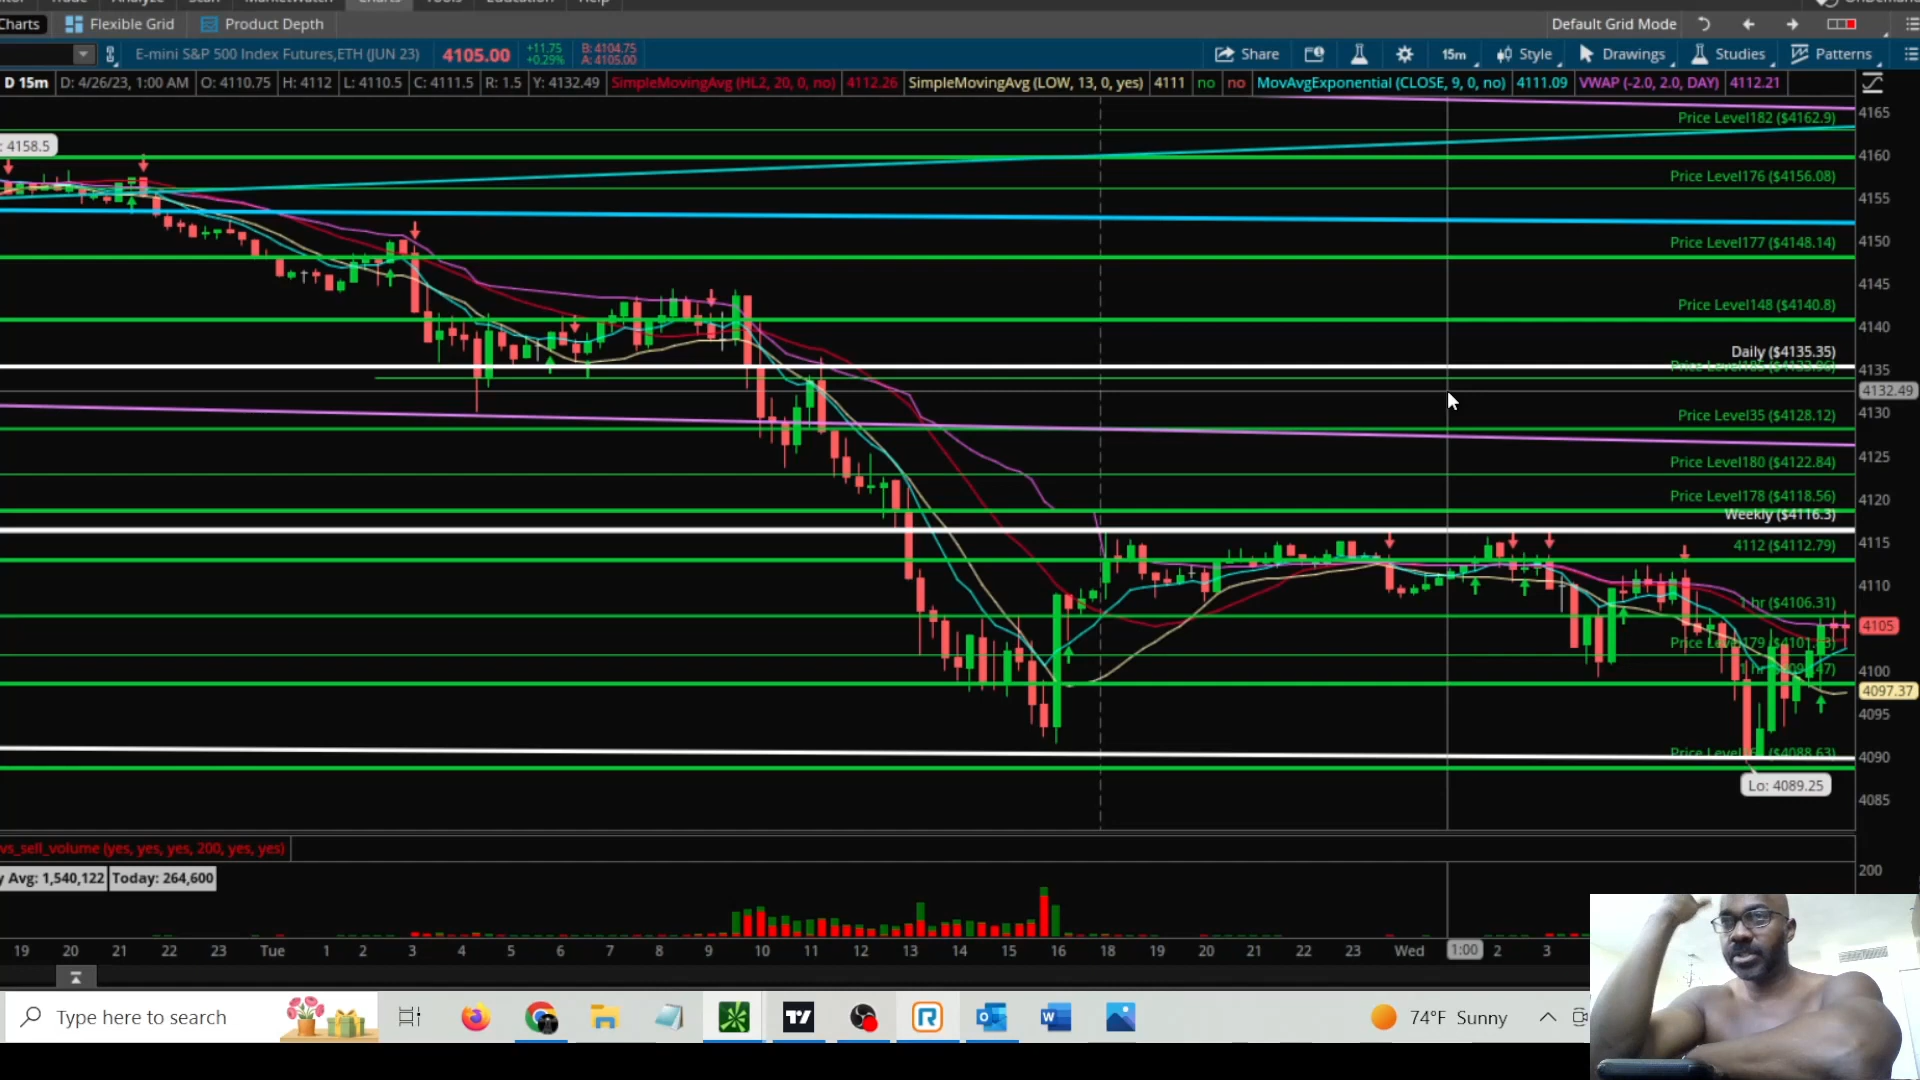 Charts Flexible Grid Product Depth Default Grid Mode
E-mini S&P 500 Index Futures,ETH (JUN 23) 4105.00 +11.75 +0.29% B: 4104.75 A: 4105.00 Share 15m Style Drawings Studies Patterns
D 15m D: 4/26/23, 1:00 AM O: 4110.75 H: 4112 L: 4110.5 C: 4111.5 R: 1.5 Y: 4132.49 SimpleMovingAvg (HL2, 20, 0, no) 4112.26 SimpleMovingAvg (LOW, 13, 0, yes) 4111 no no MovAvgExponential (CLOSE, 9, 0, no) 4111.09 VWAP (-2.0, 2.0, DAY) 4112.21
4165
Price Level182 ($4162.9)
: 4158.5
4160
Price Level176 ($4156.08)
4155
Price Level177 ($4148.14)
4150
4145
Price Level148 ($4140.8)
4140
Daily ($4135.35)
4135
4132.49
Price Level35 ($4128.12)
4130
Price Level180 ($4122.84)
4125
Price Level178 ($4118.56)
4120
Weekly ($4116.3)
4112 ($4112.79)
4115
4110
1 hr ($4106.31)
4105
4100
4097.37
4095
4090
Lo: 4089.25
4085
vs_sell_volume (yes, yes, yes, 200, yes, yes)
y Avg: 1,540,122 Today: 264,600
200
19 20 21 22 23 Tue 1 2 3 4 5 6 7 8 9 10 11 12 13 14 15 16 18 19 20 21 22 23 Wed 1:00 2 3
Type here to search 74°F Sunny